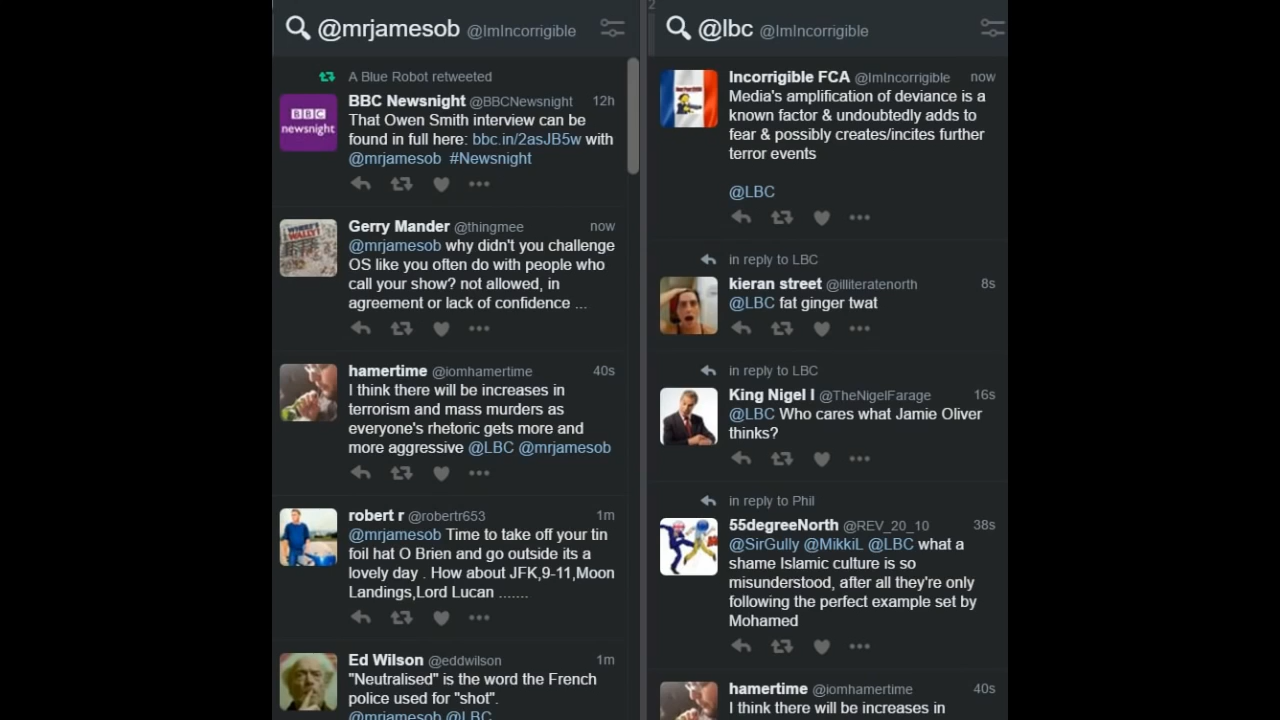 @mrjamesob @ImIncorrigible
A Blue Robot retweeted
BBC
newsnight
BBC Newsnight @BBCNewsnight 12h
That Owen Smith interview can be
found in full here: bbc.in/2asJB5w with
@mrjamesob #Newsnight
Gerry Mander @thingmee now
@mrjamesob why didn't you challenge
OS like you often do with people who
call your show? not allowed, in
agreement or lack of confidence ...
hamertime @iomhamertime 40s
I think there will be increases in
terrorism and mass murders as
everyone's rhetoric gets more and
more aggressive @LBC @mrjamesob
robert r @robertr653 1m
@mrjamesob Time to take off your tin
foil hat O Brien and go outside its a
lovely day . How about JFK,9-11,Moon
Landings,Lord Lucan .......
Ed Wilson @eddwilson 1m
"Neutralised" is the word the French
police used for "shot".
@mrjamesob @LBC
2
@lbc @ImIncorrigible
Incorrigible FCA @ImIncorrigible now
Media's amplification of deviance is a
known factor & undoubtedly adds to
fear & possibly creates/incites further
terror events
@LBC
in reply to LBC
kieran street @illiteratenorth 8s
@LBC fat ginger twat
in reply to LBC
King Nigel I @TheNigelFarage 16s
@LBC Who cares what Jamie Oliver
thinks?
in reply to Phil
55degreeNorth @REV_20_10 38s
@SirGully @MikkiL @LBC what a
shame Islamic culture is so
misunderstood, after all they're only
following the perfect example set by
Mohamed
hamertime @iomhamertime 40s
I think there will be increases in